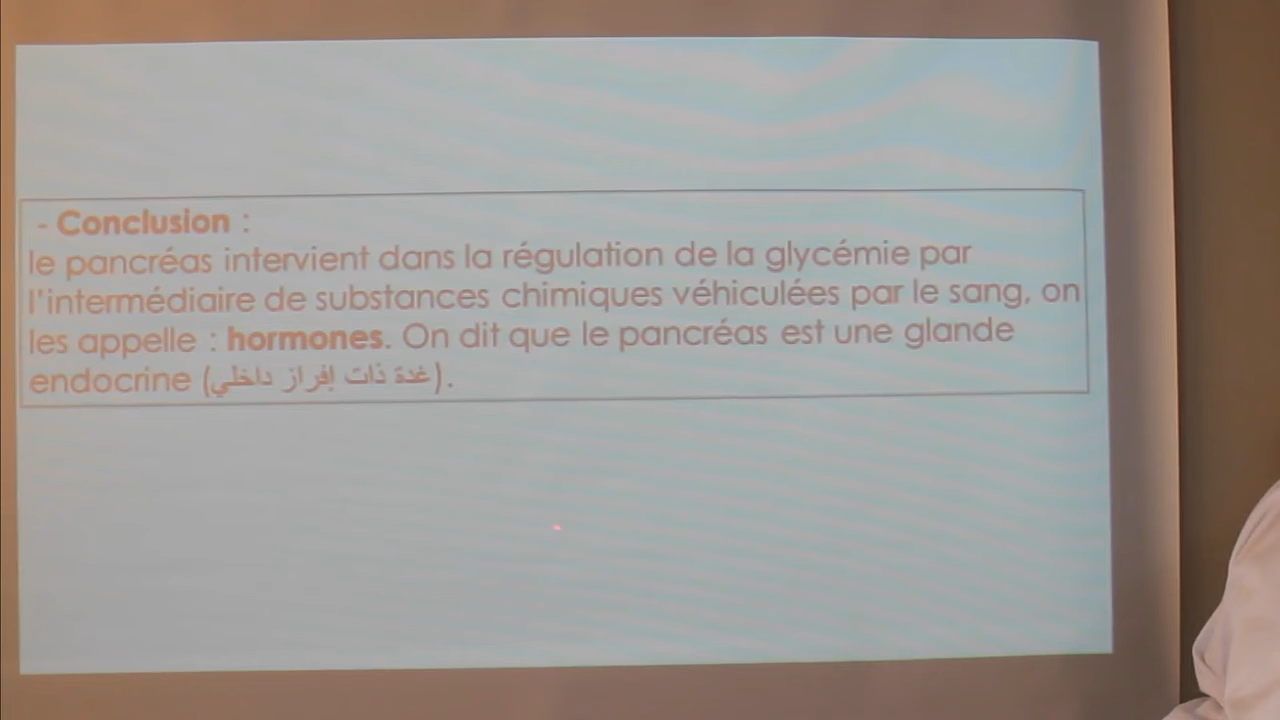 - Conclusion :
le pancréas intervient dans la régulation de la glycémie par
l'intermédiaire de substances chimiques véhiculées par le sang, on
les appelle : hormones. On dit que le pancréas est une glande
endocrine (غدة ذات إفراز داخلي).